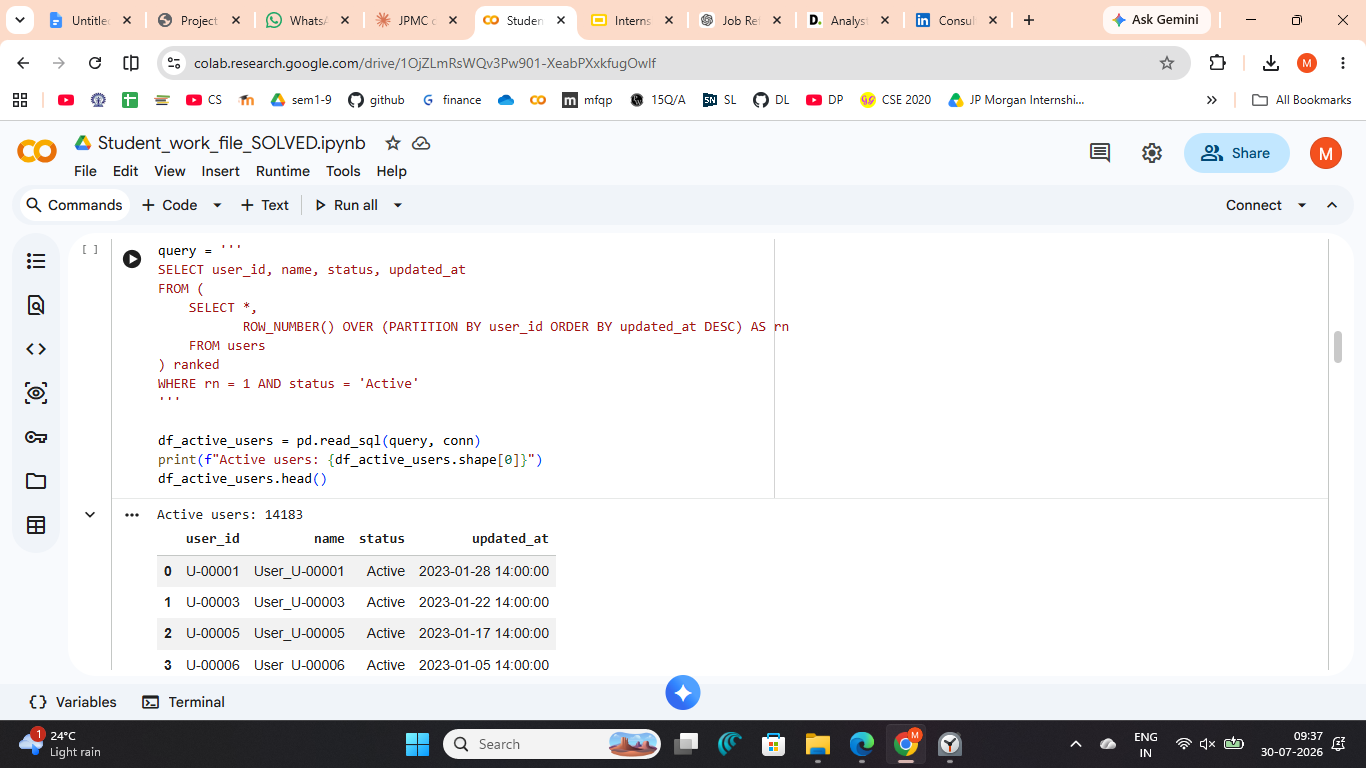 Untitle
Project
WhatsA
JPMC c
Studen
Interns
Job Ref
Analyst
Consul
Ask Gemini
colab.research.google.com/drive/1OjZLmRsWQv3Pw901-XeabPXxkfugOwlf
M
CS
sem1-9
github
finance
mfqp
15Q/A
SL
DL
DP
CSE 2020
JP Morgan Internshi...
All Bookmarks
Student_work_file_SOLVED.ipynb
File Edit View Insert Runtime Tools Help
Share
M
Commands
+ Code
+ Text
Run all
Connect
[ ]
query = '''
SELECT user_id, name, status, updated_at
FROM (
SELECT *,
ROW_NUMBER() OVER (PARTITION BY user_id ORDER BY updated_at DESC) AS rn
FROM users
) ranked
WHERE rn = 1 AND status = 'Active'
'''
df_active_users = pd.read_sql(query, conn)
print(f"Active users: {df_active_users.shape[0]}")
df_active_users.head()
Active users: 14183
user_id name status updated_at
0 U-00001 User_U-00001 Active 2023-01-28 14:00:00
1 U-00003 User_U-00003 Active 2023-01-22 14:00:00
2 U-00005 User_U-00005 Active 2023-01-17 14:00:00
3 U-00006 User_U-00006 Active 2023-01-05 14:00:00
Variables
Terminal
1
24°C
Light rain
Search
M
ENG
IN
09:37
30-07-2026